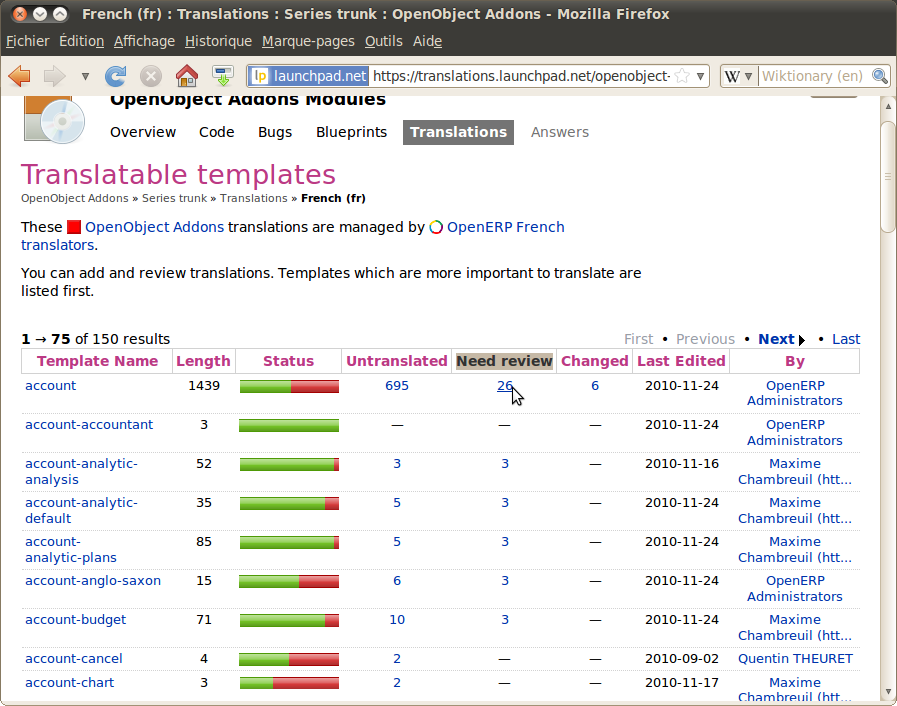 French (fr) : Translations : Series trunk : OpenObject Addons - Mozilla Firefox
Fichier Édition Affichage Historique Marque-pages Outils Aide
lp launchpad.net https://translations.launchpad.net/openobject- W Wiktionary (en)
OpenObject Addons Modules
Overview Code Bugs Blueprints Translations Answers
Translatable templates
OpenObject Addons » Series trunk » Translations » French (fr)
These OpenObject Addons translations are managed by OpenERP French
translators.
You can add and review translations. Templates which are more important to translate are
listed first.
1 → 75 of 150 results First • Previous • Next • Last
Template Name Length Status Untranslated Need review Changed Last Edited By
account 1439 695 26 6 2010-11-24 OpenERP
Administrators
account-accountant 3 — — — 2010-11-24 OpenERP
Administrators
account-analytic- 52 3 3 — 2010-11-16 Maxime
analysis Chambreuil (htt...
account-analytic- 35 5 3 — 2010-11-24 Maxime
default Chambreuil (htt...
account- 85 5 3 — 2010-11-24 Maxime
analytic-plans Chambreuil (htt...
account-anglo-saxon 15 6 3 — 2010-11-24 OpenERP
Administrators
account-budget 71 10 3 — 2010-11-24 Maxime
Chambreuil (htt...
account-cancel 4 2 — — 2010-09-02 Quentin THEURET
account-chart 3 2 — — 2010-11-17 Maxime
Chambreuil (htt...